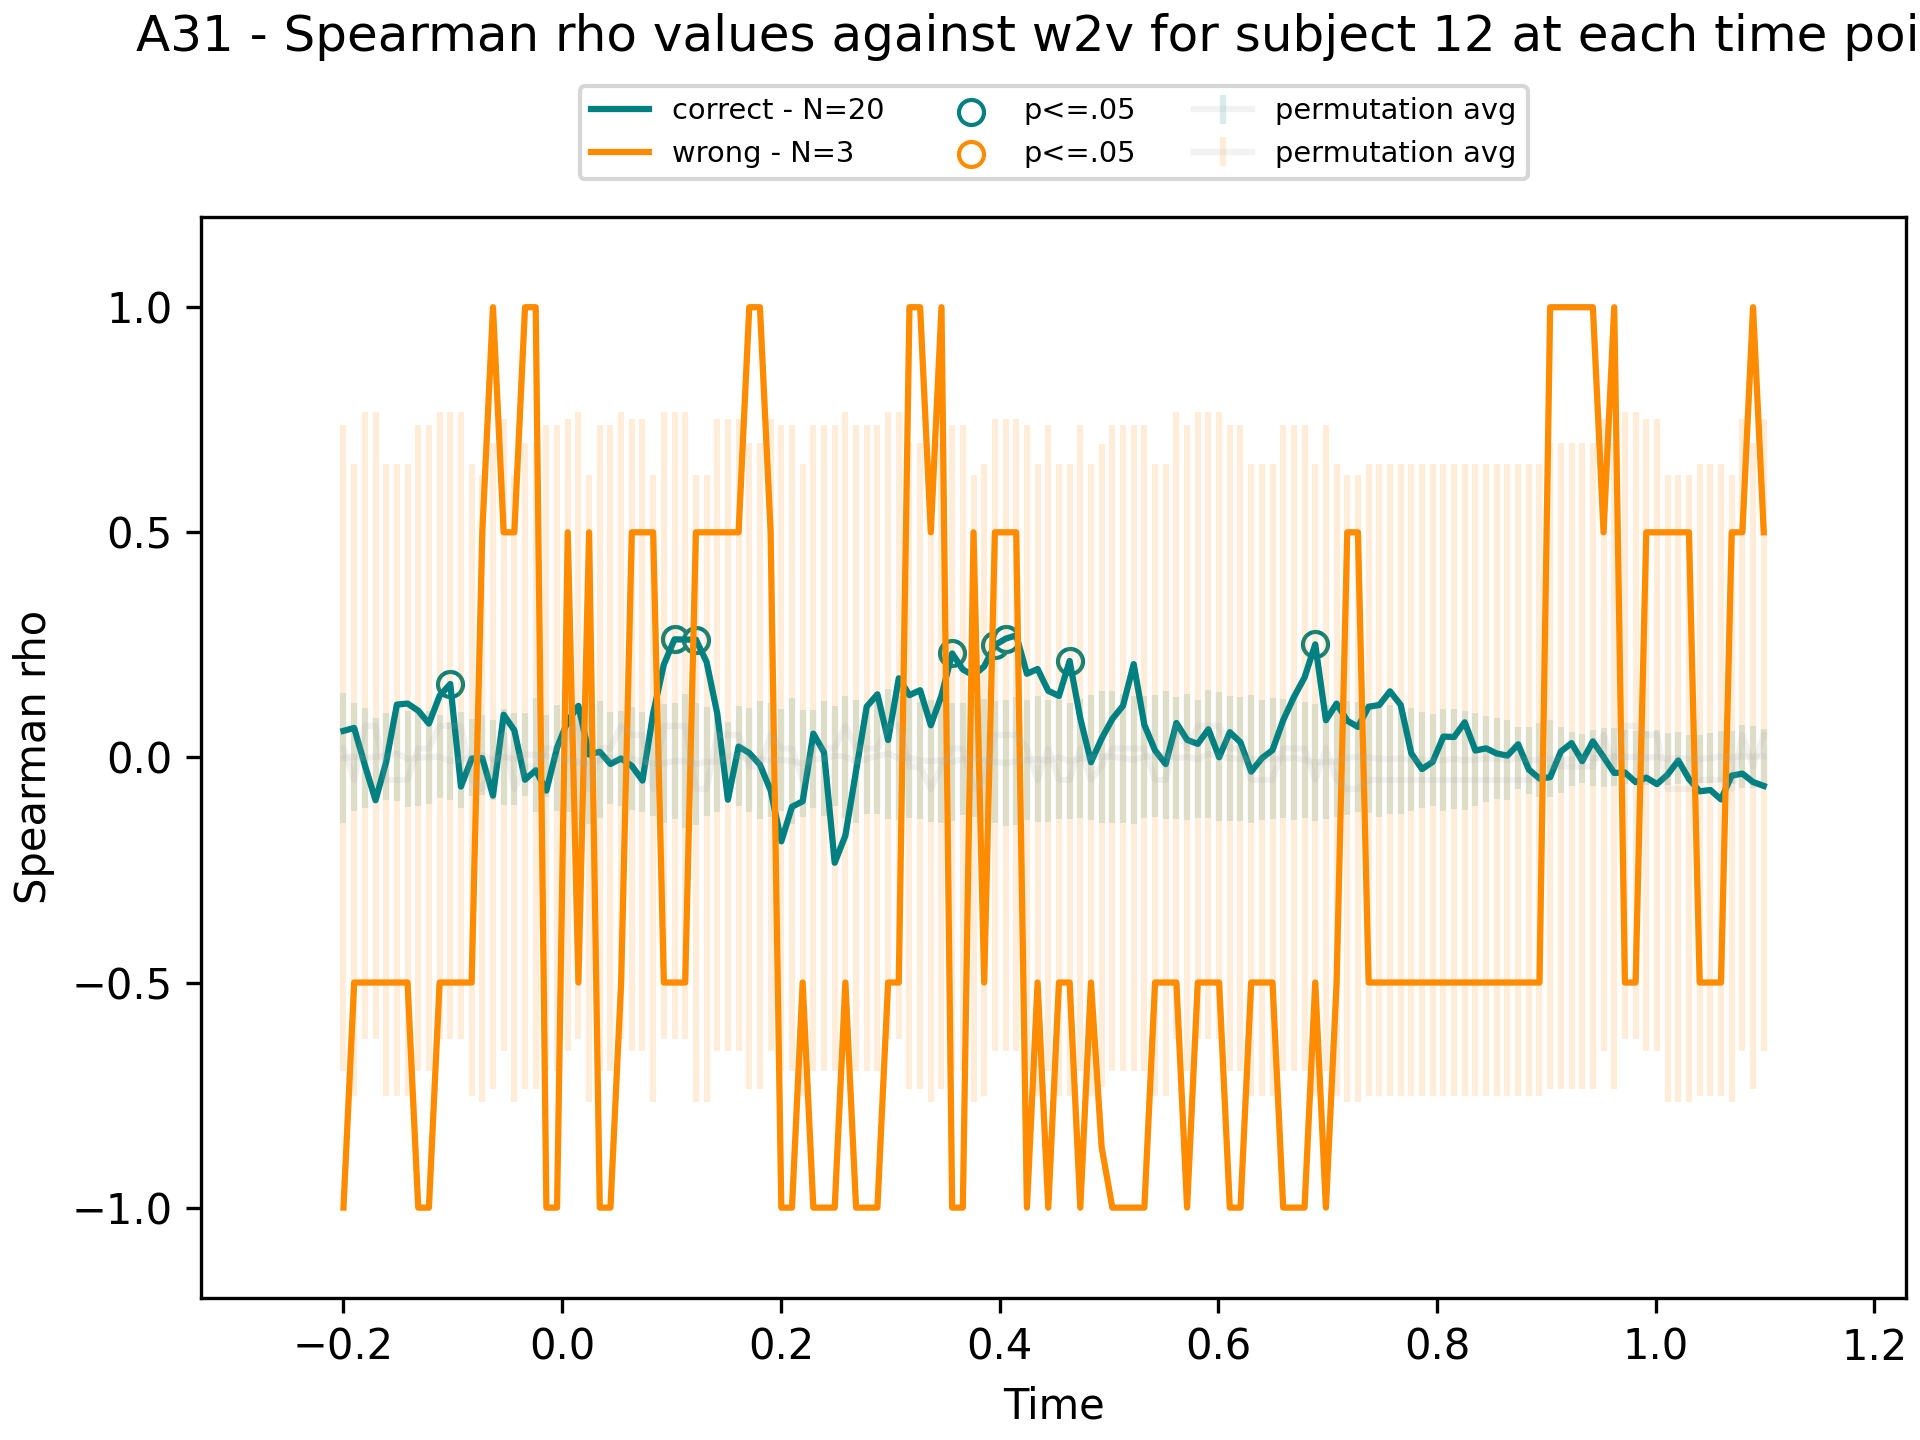 A31 - Spearman rho values against w2v for subject 12 at each time poi
correct - N=20
wrong - N=3
p<=.05
p<=.05
permutation avg
permutation avg
1.0
0.5
0.0
−0.5
−1.0
Spearman rho
−0.2
0.0
0.2
0.4
0.6
0.8
1.0
1.2
Time